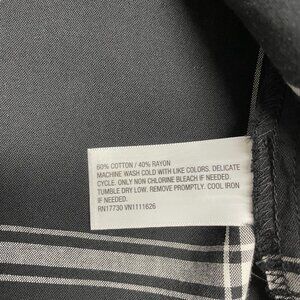 60% COTTON / 40% RAYON
MACHINE WASH COLD WITH LIKE COLORS. DELICATE
CYCLE. ONLY NON CHLORINE BLEACH IF NEEDED.
TUMBLE DRY LOW. REMOVE PROMPTLY. COOL IRON
IF NEEDED.
RN17730 VN1111626